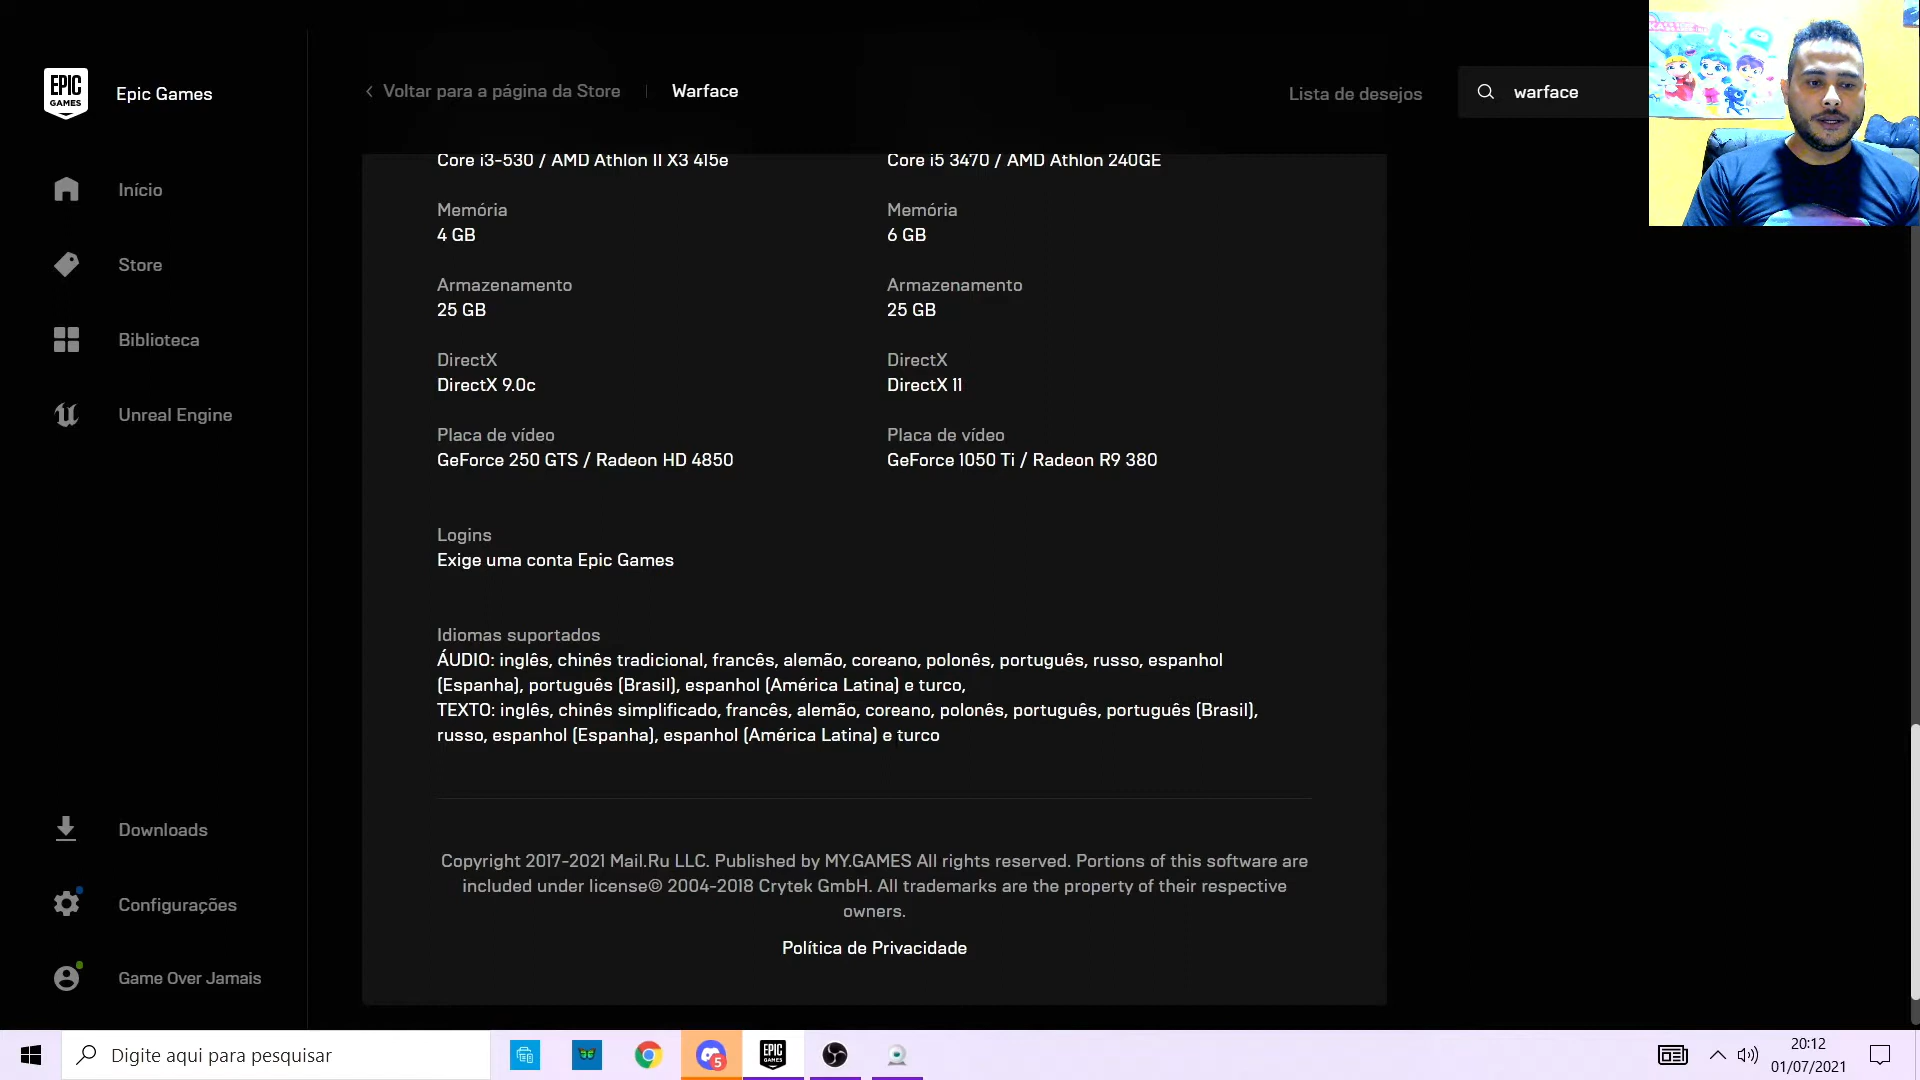 EPIC
GAMES
Epic Games
Voltar para a página da Store
Warface
Lista de desejos
warface
Início
Store
Biblioteca
Unreal Engine
Downloads
Configurações
Game Over Jamais
Core i3-530 / AMD Athlon II X3 415e
Core i5 3470 / AMD Athlon 240GE
Memória
4 GB
Memória
6 GB
Armazenamento
25 GB
Armazenamento
25 GB
DirectX
DirectX 9.0c
DirectX
DirectX 11
Placa de vídeo
GeForce 250 GTS / Radeon HD 4850
Placa de vídeo
GeForce 1050 Ti / Radeon R9 380
Logins
Exige uma conta Epic Games
Idiomas suportados
ÁUDIO: inglês, chinês tradicional, francês, alemão, coreano, polonês, português, russo, espanhol
(Espanha), português (Brasil), espanhol (América Latina) e turco,
TEXTO: inglês, chinês simplificado, francês, alemão, coreano, polonês, português, português (Brasil),
russo, espanhol (Espanha), espanhol (América Latina) e turco
Copyright 2017-2021 Mail.Ru LLC. Published by MY.GAMES All rights reserved. Portions of this software are
included under license© 2004-2018 Crytek GmbH. All trademarks are the property of their respective
owners.
Política de Privacidade
Digite aqui para pesquisar
5
EPIC
GAMES
20:12
01/07/2021